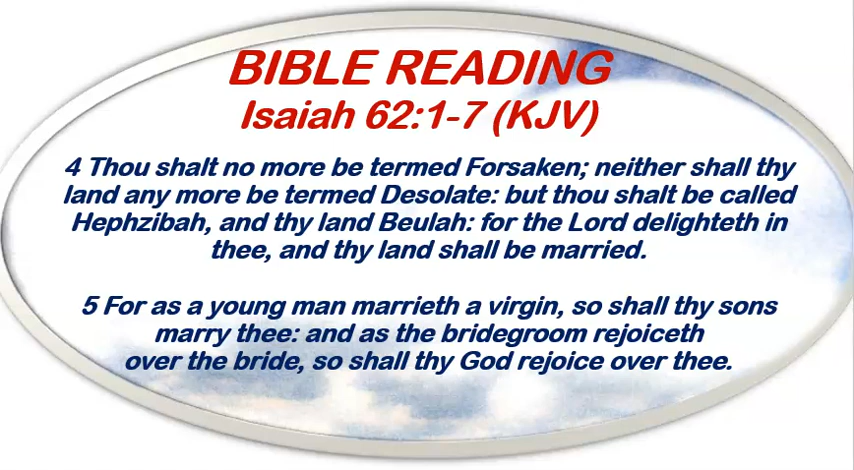 BIBLE READING
Isaiah 62:1-7 (KJV)
4 Thou shalt no more be termed Forsaken; neither shall thy
land any more be termed Desolate: but thou shalt be called
Hephzibah, and thy land Beulah: for the Lord delighteth in
thee, and thy land shall be married.
5 For as a young man marrieth a virgin, so shall thy sons
marry thee: and as the bridegroom rejoiceth
over the bride, so shall thy God rejoice over thee.